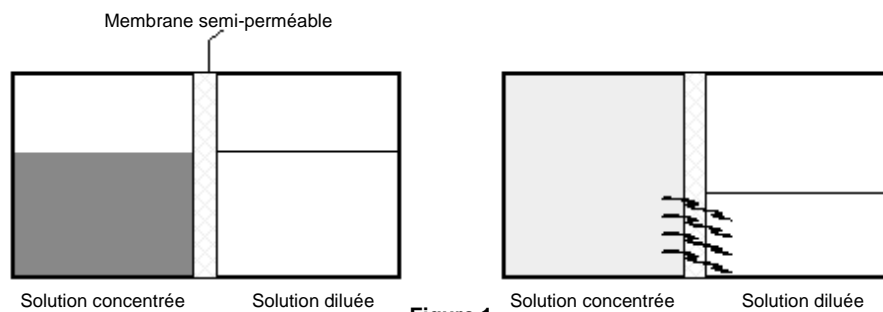 Membrane semi-perméable
Solution concentrée
Solution diluée
Figure 1
Solution concentrée
Solution diluée